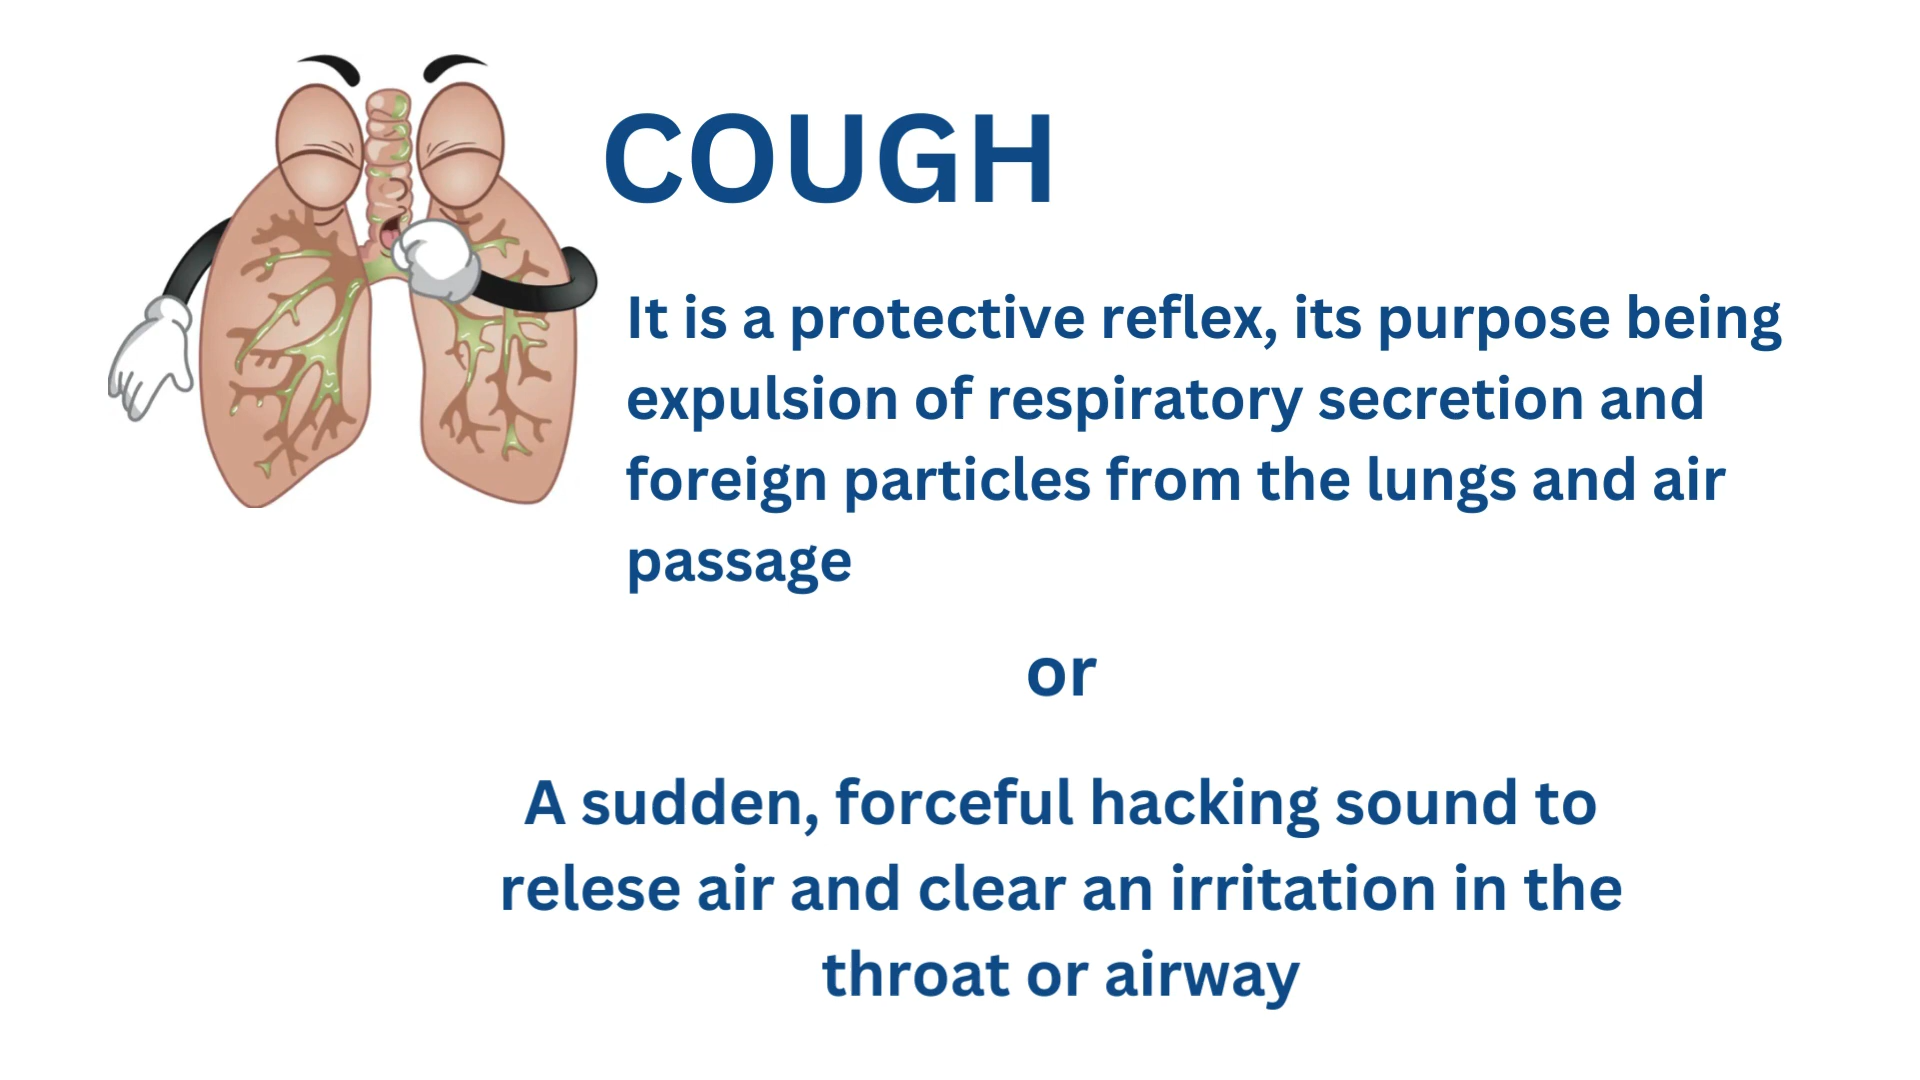 COUGH
It is a protective reflex, its purpose being
expulsion of respiratory secretion and
foreign particles from the lungs and air
passage
or
A sudden, forceful hacking sound to
relese air and clear an irritation in the
throat or airway